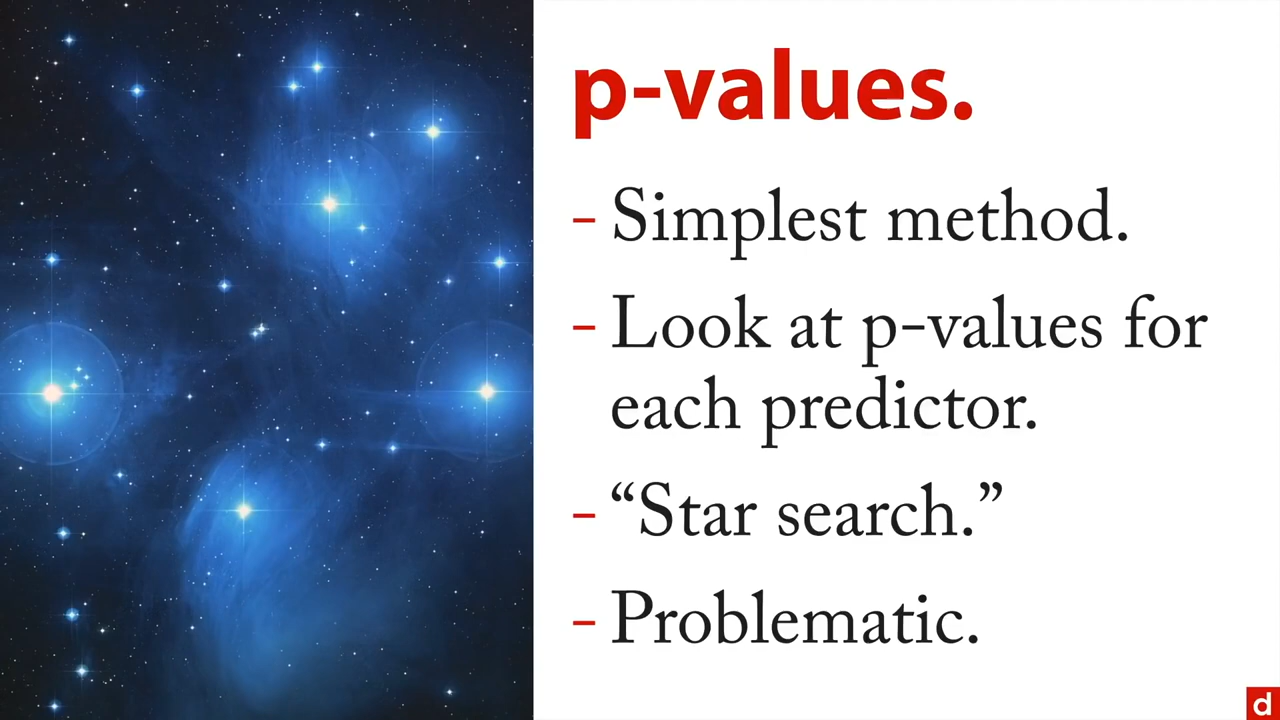 p-values.
- Simplest method.
- Look at p-values for
each predictor.
- “Star search.”
- Problematic.
d